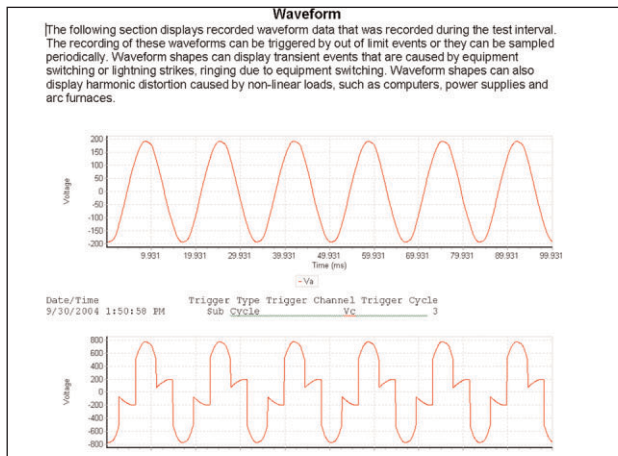 Waveform
The following section displays recorded waveform data that was recorded during the test interval.
The recording of these waveforms can be triggered by out of limit events or they can be sampled
periodically. Waveform shapes can display transient events that are caused by equipment
switching or lightning strikes, ringing due to equipment switching. Waveform shapes can also
display harmonic distortion caused by non-linear loads, such as computers, power supplies and
arc furnaces.
200
150
100
50
0
-50
-100
-150
-200
Voltage
9.931 19.931 29.931 39.931 49.931 59.931 69.931 79.931 89.931 99.931
Time (ms)
- Va
Date/Time Trigger Type Trigger Channel Trigger Cycle
9/30/2004 1:50:58 PM Sub Cycle Vc 3
800
600
400
200
0
-200
-400
-600
-800
Voltage